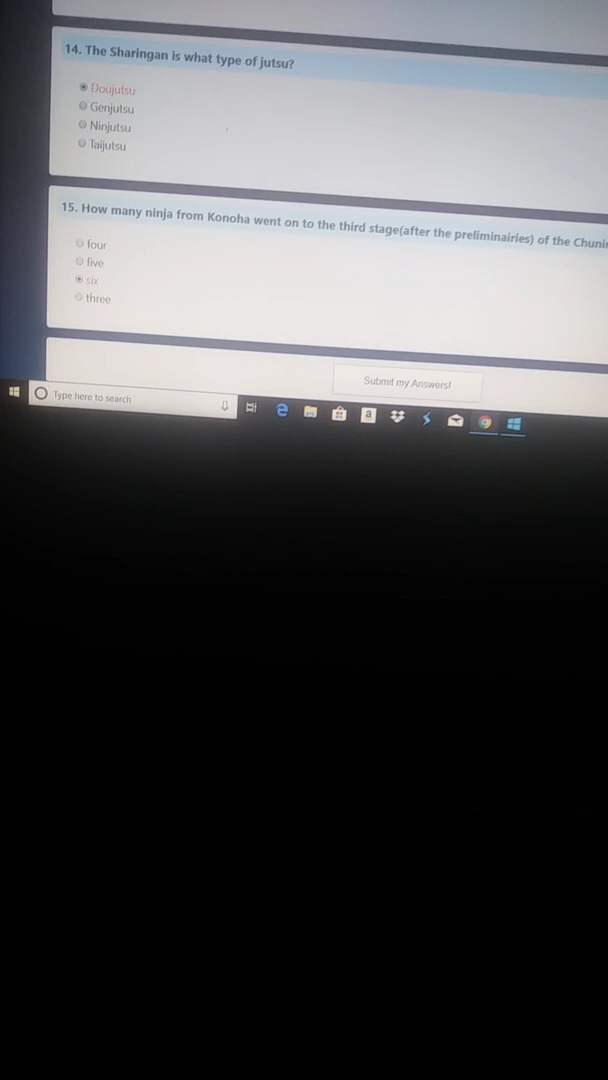 14. The Sharingan is what type of jutsu?
Doujutsu
Genjutsu
Ninjutsu
Taijutsu
15. How many ninja from Konoha went on to the third stage(after the preliminairies) of the Chunin
four
five
six
three
Submit my Answers!
Type here to search
a